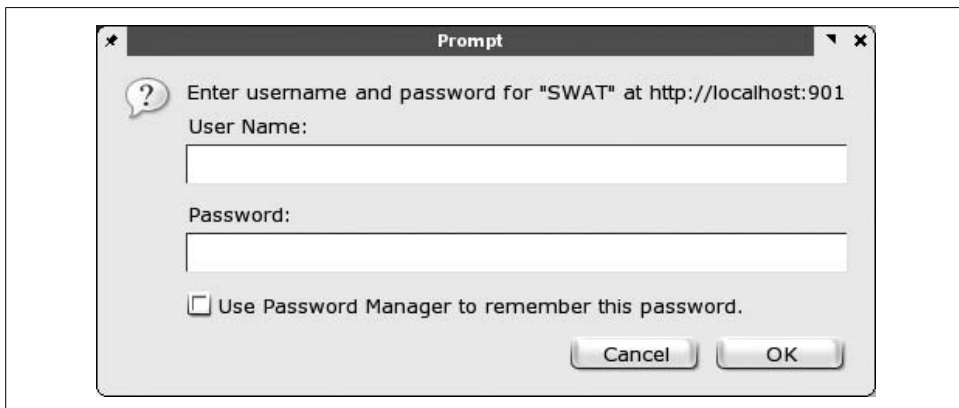 Prompt
Enter username and password for "SWAT" at http://localhost:901
User Name:
Password:
Use Password Manager to remember this password.
Cancel OK